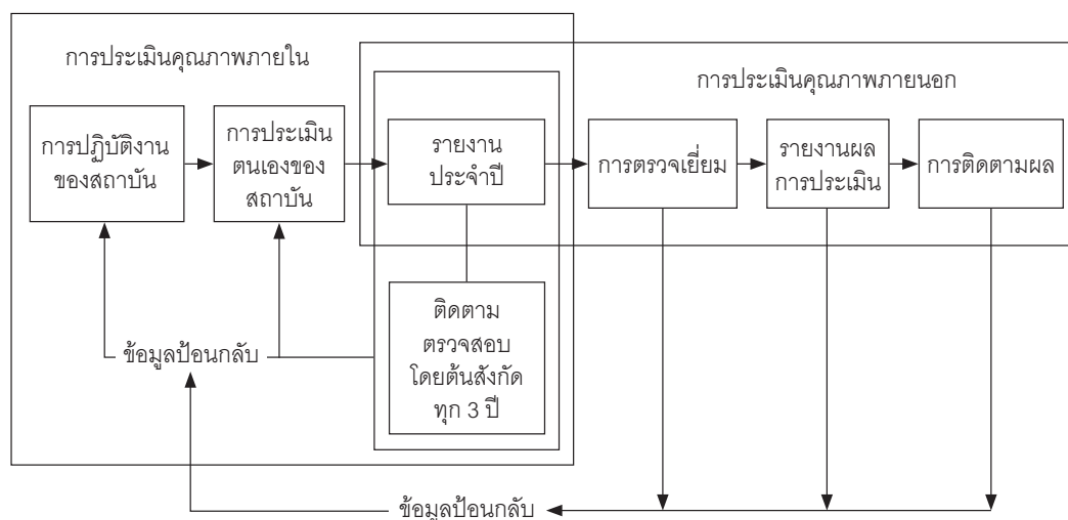 การประเมินคุณภาพภายใน
การประเมินคุณภาพภายนอก
การปฏิบัติงาน
ของสถาบัน
การประเมิน
ตนเองของ
สถาบัน
รายงาน
ประจำปี
การตรวจเยี่ยม
รายงานผล
การประเมิน
การติดตามผล
ติดตาม
ตรวจสอบ
โดยต้นสังกัด
ทุก 3 ปี
ข้อมูลป้อนกลับ
ข้อมูลป้อนกลับ